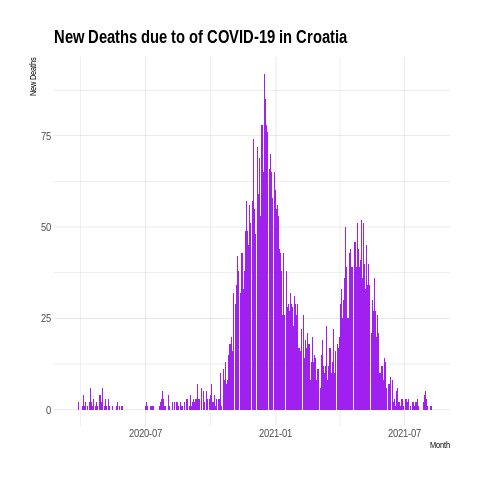 New Deaths due to of COVID-19 in Croatia
New Deaths
75
50
25
0
2020-07
2021-01
2021-07
Month